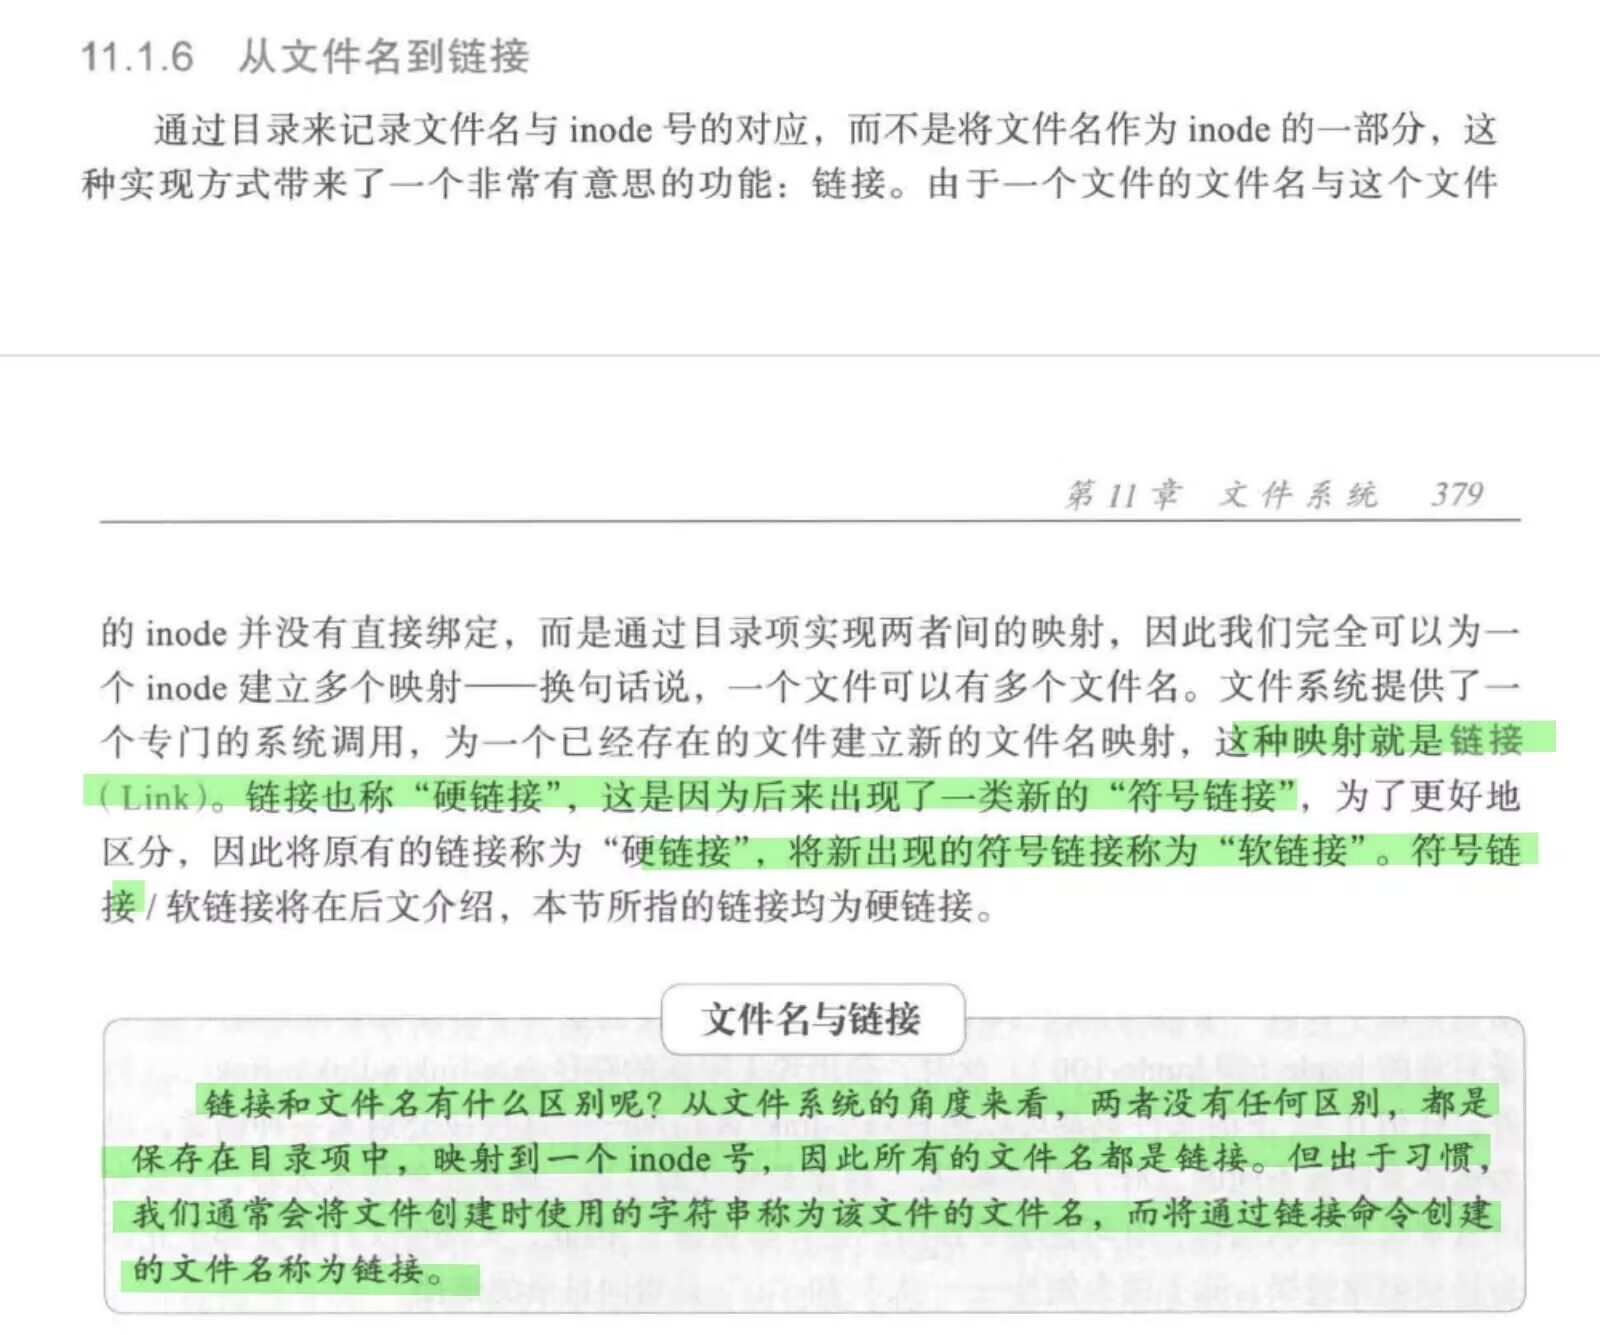 11.1.6 从文件名到链接
通过目录来记录文件名与 inode 号的对应，而不是将文件名作为 inode 的一部分，这
种实现方式带来了一个非常有意思的功能：链接。由于一个文件的文件名与这个文件
第 11 章 文件系统 379
的 inode 并没有直接绑定，而是通过目录项实现两者间的映射，因此我们完全可以为一
个 inode 建立多个映射——换句话说，一个文件可以有多个文件名。文件系统提供了一
个专门的系统调用，为一个已经存在的文件建立新的文件名映射，这种映射就是链接
（Link）。链接也称“硬链接”，这是因为后来出现了一类新的“符号链接”，为了更好地
区分，因此将原有的链接称为“硬链接”，将新出现的符号链接称为“软链接”。符号链
接 / 软链接将在后文介绍，本节所指的链接均为硬链接。
文件名与链接
链接和文件名有什么区别呢？从文件系统的角度来看，两者没有任何区别，都是
保存在目录项中，映射到一个 inode 号，因此所有的文件名都是链接。但出于习惯，
我们通常会将文件创建时使用的字符串称为该文件的文件名，而将通过链接命令创建
的文件名称为链接。